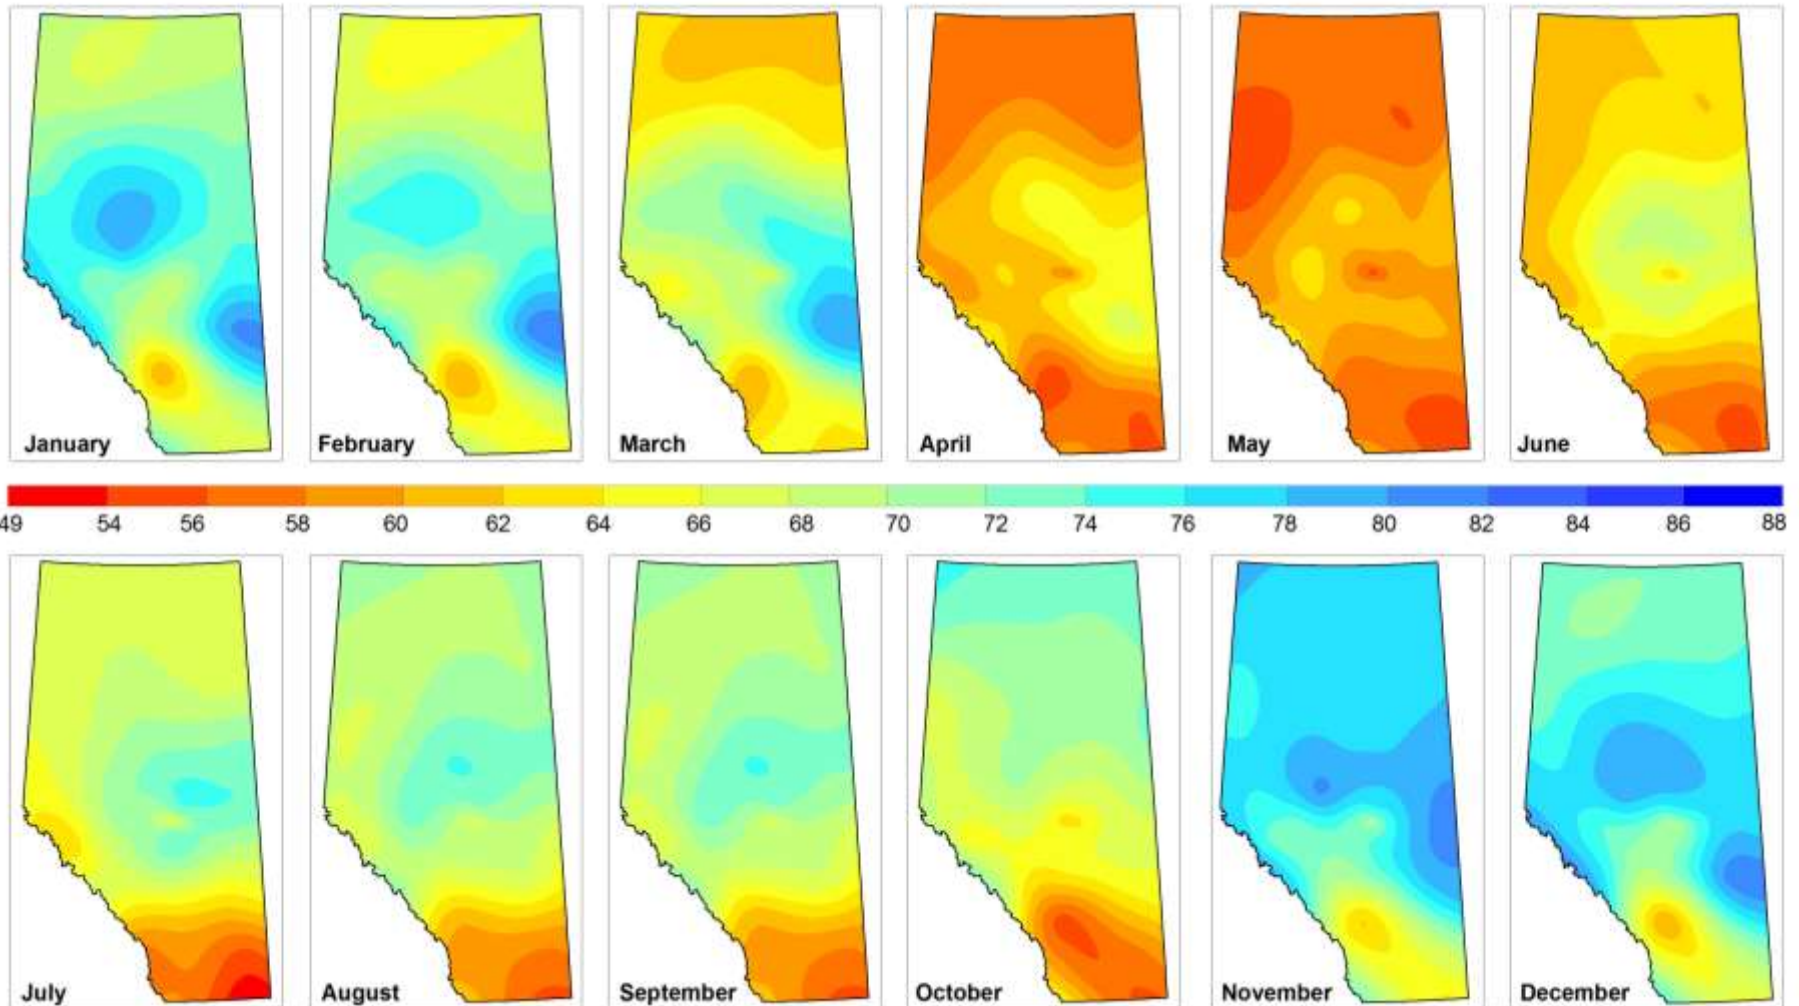 January February March April May June
49 54 56 58 60 62 64 66 68 70 72 74 76 78 80 82 84 86 88
July August September October November December